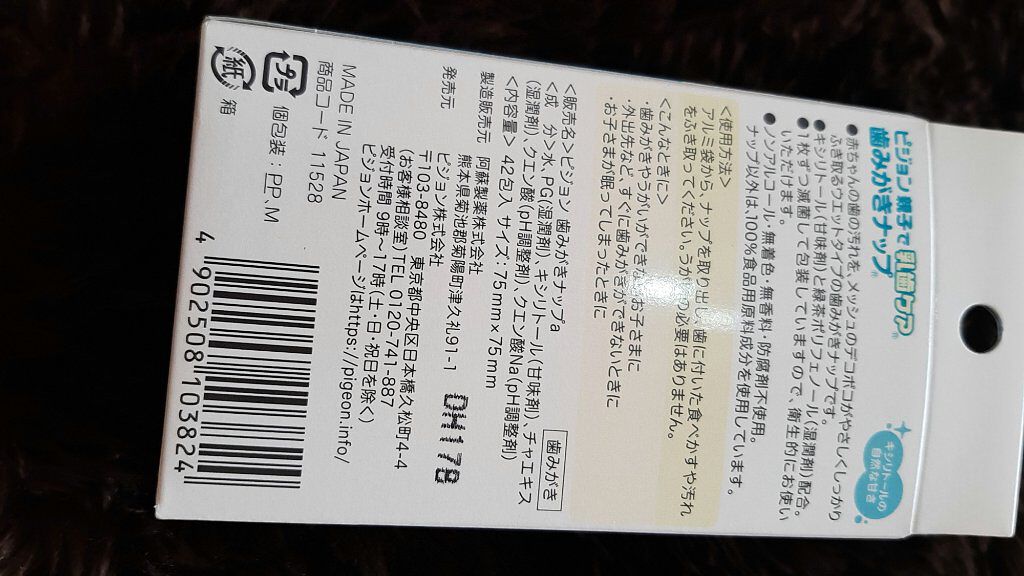 ピジョン 親子で乳歯ケア
歯みがきナップ®
キシリトールの
自然な甘さ
●赤ちゃんの歯の汚れを、メッシュのデコボコがやさしくしっかり
ふき取るウエットタイプの歯みがきナップです。
●キシリトール(甘味剤)と緑茶ポリフェノール(湿潤剤)配合。
●1枚ずつ滅菌して包装していますので、衛生的にお使い
いただけます。
●ノンアルコール・無着色・無香料・防腐剤不使用。
ナップ以外は、100%食品用原料成分を使用しています。
<使用方法>
アルミ袋から、ナップを取り出し、歯に付いた食べかすや汚れ
をふき取ってください。うがいの必要はありません。
<こんなときに>
・歯みがきやうがいができないお子さまに
・外出先など、すぐに歯みがきができないときに
・お子さまが眠ってしまったときに
歯みがき
<販売名>ピジョン 歯みがきナップa
<成 分>水、PG(湿潤剤)、キシリトール(甘味剤)、チャエキス
(湿潤剤)、クエン酸(pH調整剤)、クエン酸Na(pH調整剤)
<内容量> 42包入 サイズ:75mm×75mm
製造販売元 阿蘇製薬株式会社
熊本県菊池郡菊陽町津久礼91-1
発売元 ピジョン株式会社
〒103-8480 東京都中央区日本橋久松町4-4
(お客様相談室)TEL 0120-741-887
受付時間 9時〜17時(土・日・祝日を除く)
ピジョンホームページはhttps://pigeon.info/
DH178
MADE IN JAPAN
商品コード 11528
プラ 個包装:PP、M
紙 箱
4 902508 103824